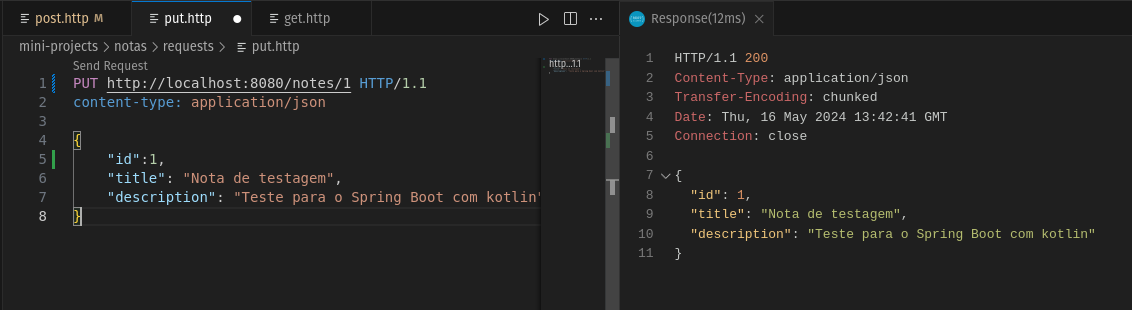 post.http M
put.http
get.http
mini-projects > notas > requests > put.http
Send Request
1 PUT http://localhost:8080/notes/1 HTTP/1.1
2 content-type: application/json
3
4 {
5 "id":1,
6 "title": "Nota de testagem",
7 "description": "Teste para o Spring Boot com kotlin"
8 }
http...1.1
Response(12ms)
1 HTTP/1.1 200
2 Content-Type: application/json
3 Transfer-Encoding: chunked
4 Date: Thu, 16 May 2024 13:42:41 GMT
5 Connection: close
6
7 {
8 "id": 1,
9 "title": "Nota de testagem",
10 "description": "Teste para o Spring Boot com kotlin"
11 }